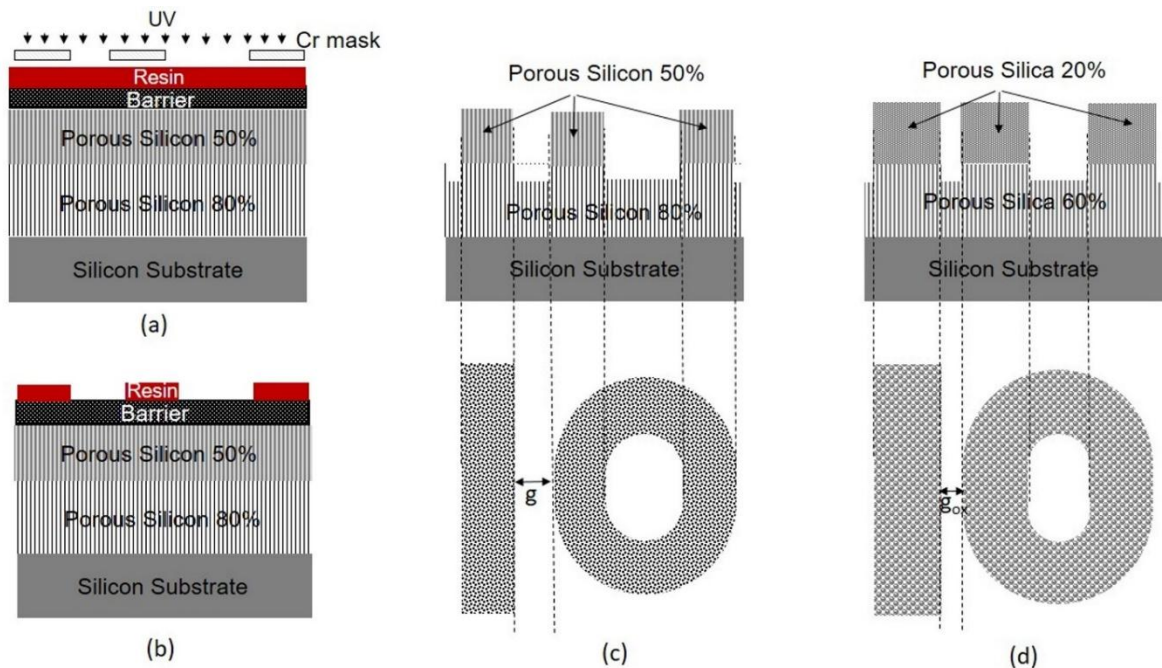 UV
Cr mask
Resin
Barrier
Porous Silicon 50%
Porous Silicon 80%
Silicon Substrate
(a)
Resin
Barrier
Porous Silicon 50%
Porous Silicon 80%
Silicon Substrate
(b)
Porous Silicon 50%
Porous Silicon 80%
Silicon Substrate
g
(c)
Porous Silica 20%
Porous Silica 60%
Silicon Substrate
gox
(d)